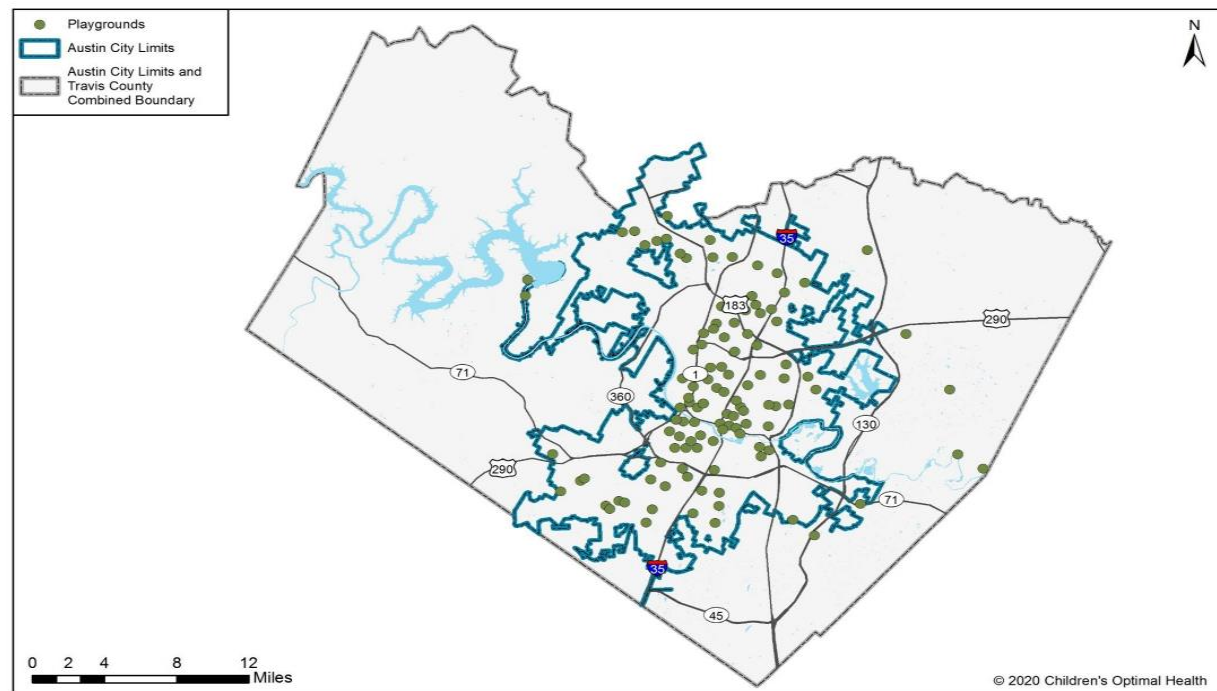 Playgrounds
Austin City Limits
Austin City Limits and
Travis County
Combined Boundary
N
35
183
290
71
1
360
130
290
71
35
45
0 2 4 8 12
Miles
© 2020 Children's Optimal Health